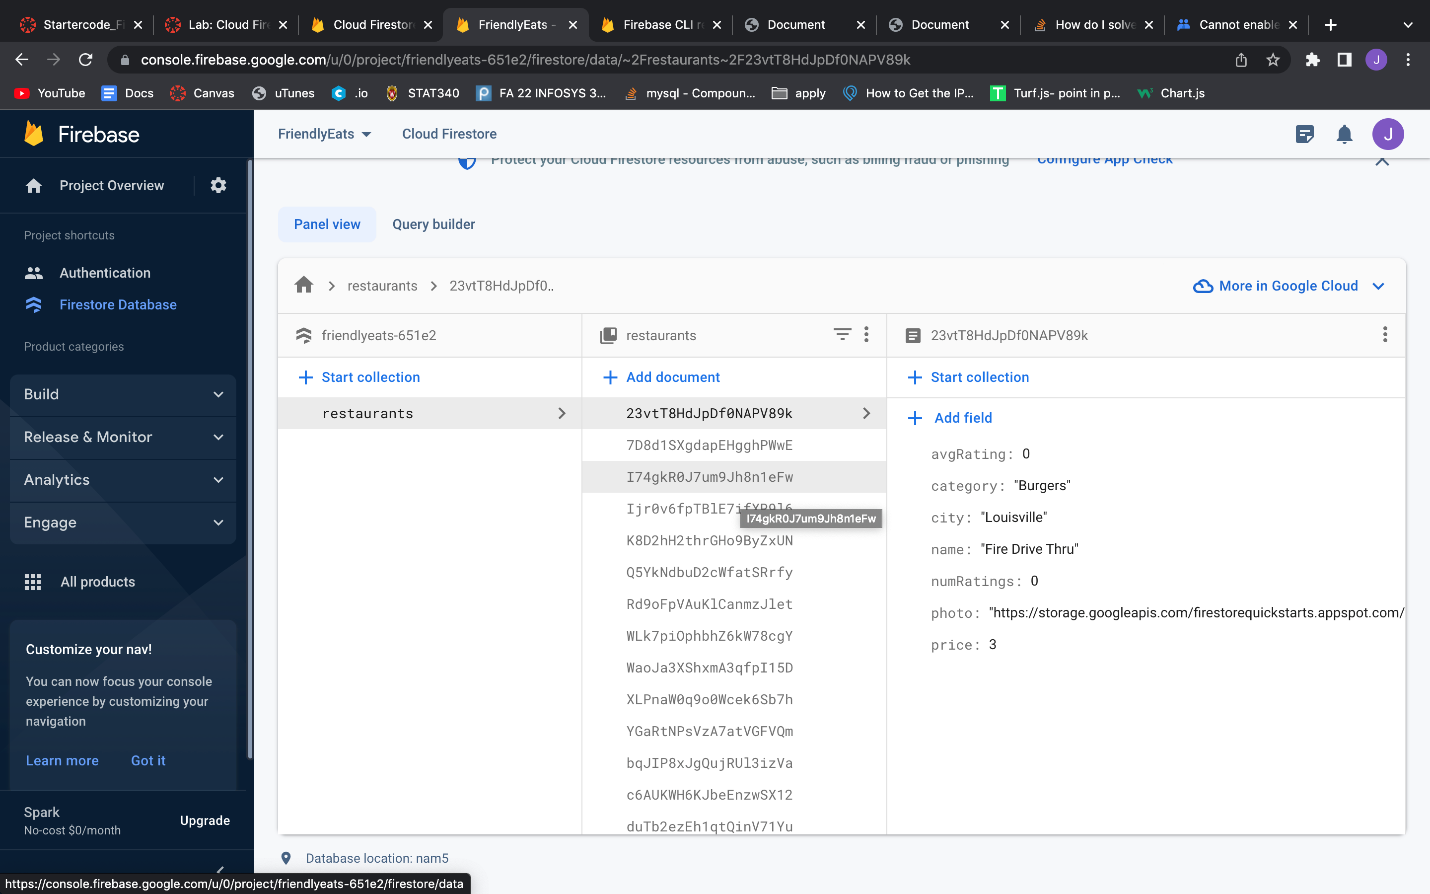 Startercode_Fi
Lab: Cloud Fire
Cloud Firestore
FriendlyEats -
Firebase CLI re
Document
Document
How do I solve
Cannot enable
console.firebase.google.com/u/0/project/friendlyeats-651e2/firestore/data/~2Frestaurants~2F23vtT8HdJpDf0NAPV89k
J
YouTube
Docs
Canvas
uTunes
.io
STAT340
FA 22 INFOSYS 3...
mysql - Compoun...
apply
How to Get the IP...
Turf.js- point in p...
Chart.js
Firebase
FriendlyEats
Cloud Firestore
J
Protect your Cloud Firestore resources from abuse, such as billing fraud or phishing
Configure App Check
Project Overview
Project shortcuts
Authentication
Firestore Database
Product categories
Build
Release & Monitor
Analytics
Engage
All products
Customize your nav!
You can now focus your console
experience by customizing your
navigation
Learn more
Got it
Spark
No-cost $0/month
Upgrade
Panel view
Query builder
restaurants
23vtT8HdJpDf0..
More in Google Cloud
friendlyeats-651e2
Start collection
restaurants
restaurants
Add document
23vtT8HdJpDf0NAPV89k
7D8d1SXgdapEHgghPWwE
I74gkR0J7um9Jh8n1eFw
Ijr0v6fpTBlE7ifXB9l6
I74gkR0J7um9Jh8n1eFw
K8D2hH2thrGHo9ByZxUN
Q5YkNdbuD2cWfatSRrfy
Rd9oFpVAuKlCanmzJlet
WLk7piOphbhZ6kW78cgY
WaoJa3XShxmA3qfpI15D
XLPnaW0q9o0Wcek6Sb7h
YGaRtNPsVzA7atVGFVQm
bqJIP8xJgQujRUl3izVa
c6AUKWH6KJbeEnzwSX12
duTb2ezEh1qtQinV71Yu
23vtT8HdJpDf0NAPV89k
Start collection
Add field
avgRating: 0
category: "Burgers"
city: "Louisville"
name: "Fire Drive Thru"
numRatings: 0
photo: "https://storage.googleapis.com/firestorequickstarts.appspot.com/
price: 3
Database location: nam5
https://console.firebase.google.com/u/0/project/friendlyeats-651e2/firestore/data